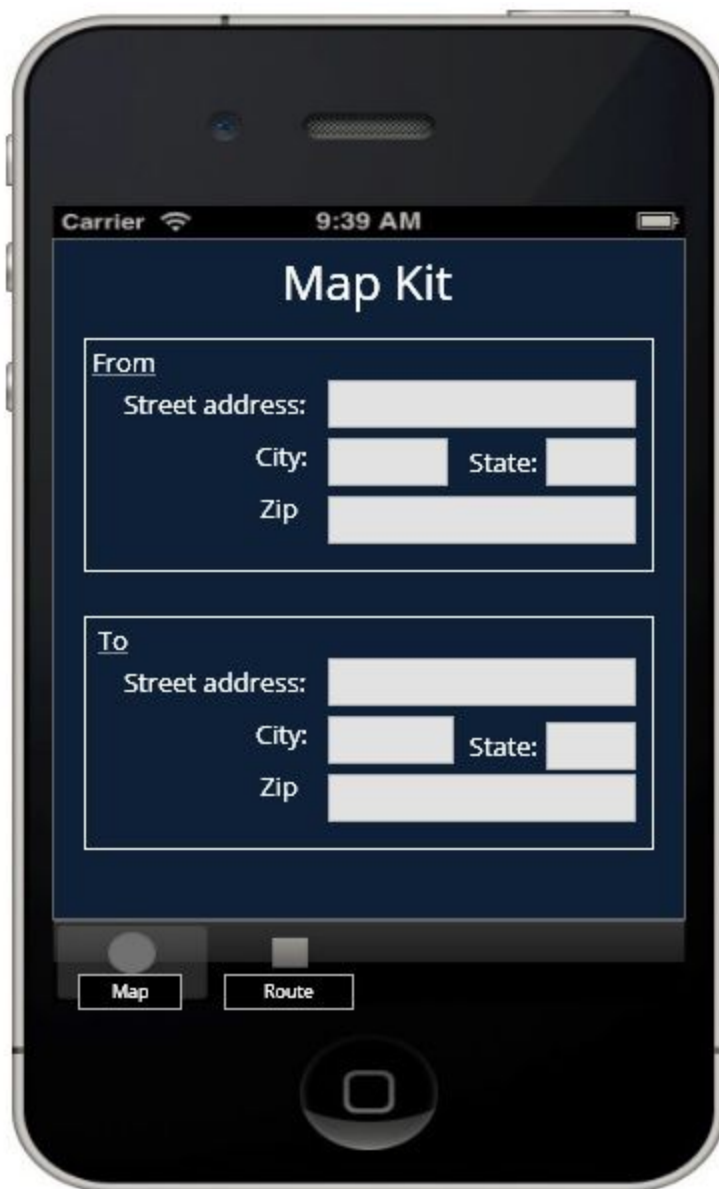 Carrier 9:39 AM
Map Kit
From
Street address:
City: State:
Zip
To
Street address:
City: State:
Zip
Map Route